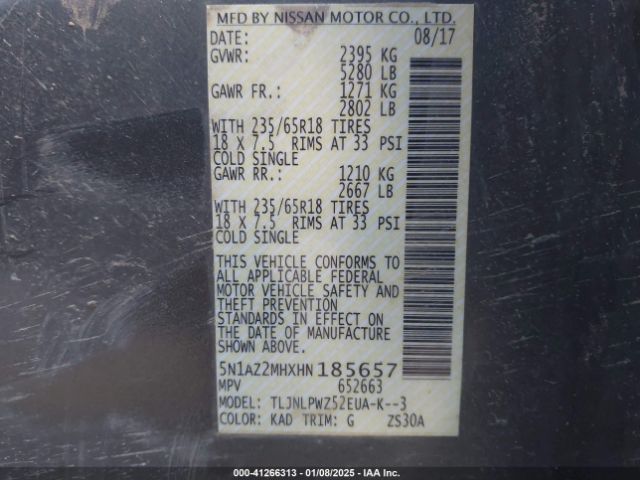 MFD BY NISSAN MOTOR CO., LTD.
DATE: 08/17
GVWR: 2395 KG
5280 LB
GAWR FR.: 1271 KG
2802 LB
WITH 235/65R18 TIRES
18 X 7.5 RIMS AT 33 PSI
COLD SINGLE
GAWR RR.: 1210 KG
2667 LB
WITH 235/65R18 TIRES
18 X 7.5 RIMS AT 33 PSI
COLD SINGLE
THIS VEHICLE CONFORMS TO
ALL APPLICABLE FEDERAL
MOTOR VEHICLE SAFETY AND
THEFT PREVENTION
STANDARDS IN EFFECT ON
THE DATE OF MANUFACTURE
SHOWN ABOVE.
5N1AZ2MHXHN185657
MPV 652663
MODEL: TLJNLPWZ52EUA-K--3
COLOR: KAD TRIM: G ZS30A
000-41266313 - 01/08/2025 - IAA Inc.